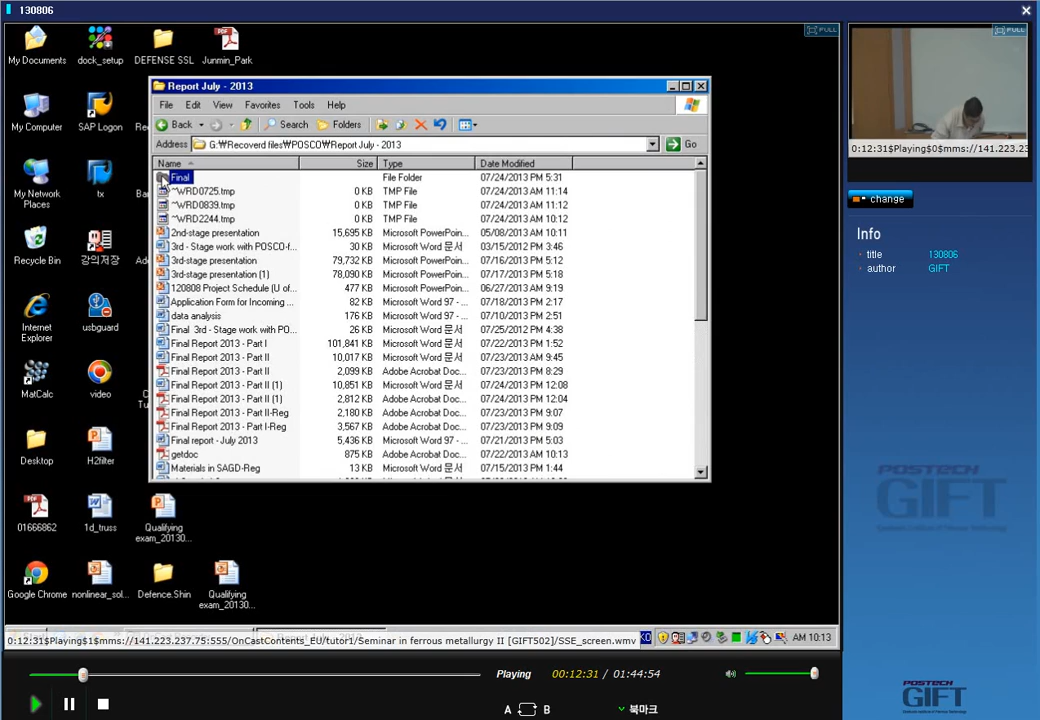 130806
My Documents
dock_setup
DEFENSE SSL
Junmin_Park
FULL
FULL
Report July - 2013
File Edit View Favorites Tools Help
Back Search Folders
Address G:₩Recoverd files₩POSCO₩Report July - 2013 Go
Name Size Type Date Modified
Final File Folder 07/24/2013 PM 5:31
~WRD0725.tmp 0 KB TMP File 07/24/2013 AM 11:14
~WRD0839.tmp 0 KB TMP File 07/24/2013 AM 11:12
~WRD2244.tmp 0 KB TMP File 07/24/2013 AM 10:12
2nd-stage presentation 15,695 KB Microsoft PowerPoin... 05/08/2013 AM 10:11
3rd - Stage work with POSCO-f... 30 KB Microsoft Word 문서 03/15/2012 PM 3:46
3rd-stage presentation 79,732 KB Microsoft PowerPoin... 07/16/2013 PM 5:12
3rd-stage presentation (1) 78,090 KB Microsoft PowerPoin... 07/17/2013 PM 5:18
120808 Project Schedule (U of... 477 KB Microsoft PowerPoin... 06/27/2013 AM 9:19
Application Form for Incoming ... 82 KB Microsoft Word 97 - ... 07/18/2013 PM 2:17
data analysis 176 KB Microsoft Word 97 - ... 07/10/2013 PM 2:51
Final 3rd - Stage work with PO... 26 KB Microsoft Word 문서 07/25/2012 PM 4:38
Final Report 2013 - Part I 101,841 KB Microsoft Word 문서 07/22/2013 PM 1:52
Final Report 2013 - Part II 10,017 KB Microsoft Word 문서 07/23/2013 AM 9:45
Final Report 2013 - Part II 2,099 KB Adobe Acrobat Doc... 07/23/2013 PM 8:29
Final Report 2013 - Part II (1) 10,851 KB Microsoft Word 문서 07/24/2013 PM 12:08
Final Report 2013 - Part II (1) 2,812 KB Adobe Acrobat Doc... 07/24/2013 PM 12:04
Final Report 2013 - Part II-Reg 2,180 KB Adobe Acrobat Doc... 07/23/2013 PM 9:07
Final Report 2013 - Part I-Reg 3,567 KB Adobe Acrobat Doc... 07/23/2013 PM 9:09
Final report - July 2013 5,436 KB Microsoft Word 97 - ... 07/21/2013 PM 5:03
getdoc 875 KB Adobe Acrobat Doc... 07/22/2013 AM 10:13
Materials in SAGD-Reg 13 KB Microsoft Word 문서 07/15/2013 PM 1:44
My Computer
SAP Logon
My Network Places
tx
Recycle Bin
강의저장
Internet Explorer
usbguard
MatCalc
video
Desktop
H2filter
01666862
1d_truss
Qualifying exam_20130...
Google Chrome
nonlinear_sol...
Defence.Shin
Qualifying exam_20130...
0:12:31$Playing$1$mms://141.223.237.75:555/OnCastContents_EU/Tutor1/Seminar in ferrous metallurgy II [GIFT502]/SSE_screen.wmv
KO
AM 10:13
0:12:31$Playing$0$mms://141.223.23
change
Info
title 130806
author GIFT
POSTECH
GIFT
Graduate Institute of Ferrous Technology
Playing 00:12:31 / 01:44:54
A B
북마크
POSTECH
GIFT